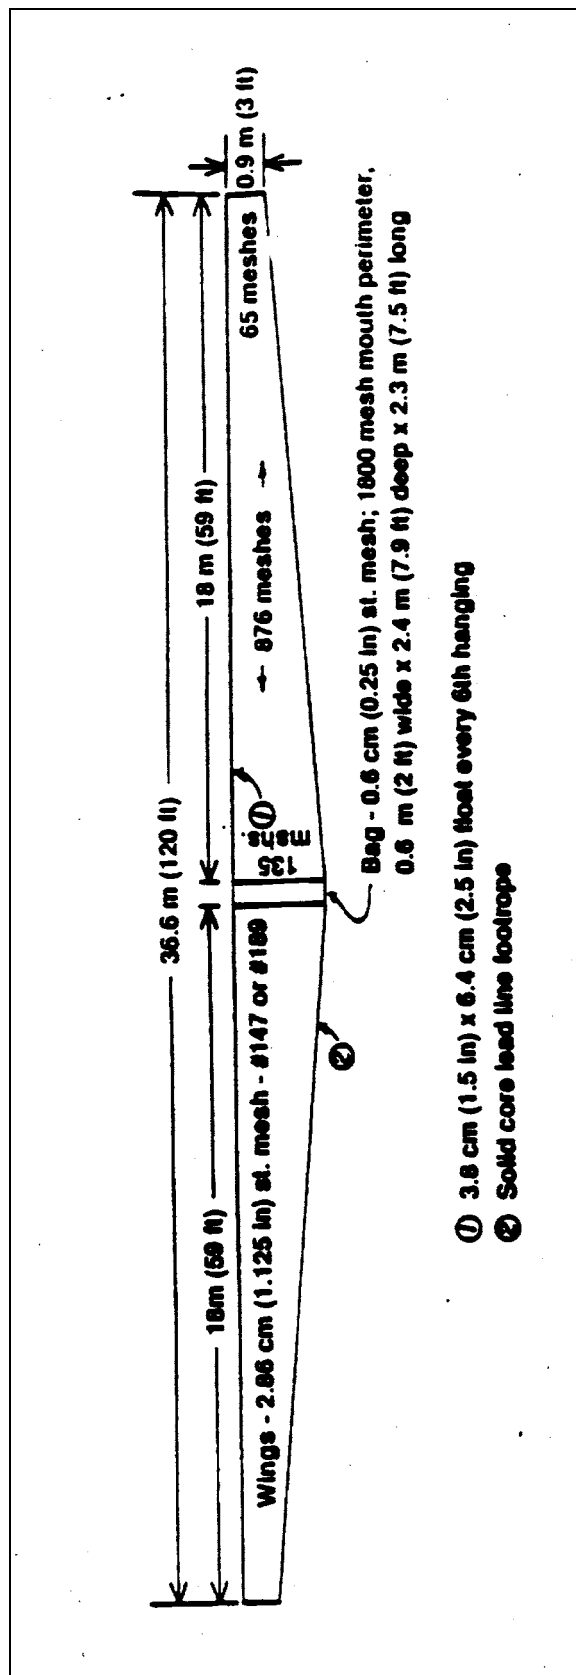 36.6 m (120 ft)
18m (59 ft)
18 m (59 ft)
0.9 m (3 ft)
Wings - 2.86 cm (1.125 in) st. mesh - #147 or #189
195
meshs.
①
876 meshes
65 meshes
②
Bag - 0.6 cm (0.25 in) st. mesh; 1800 mesh mouth perimeter,
0.6 m (2 ft) wide x 2.4 m (7.9 ft) deep x 2.3 m (7.5 ft) long
① 3.8 cm (1.5 in) x 6.4 cm (2.5 in) float every 6th hanging
② Solid core lead line footrope